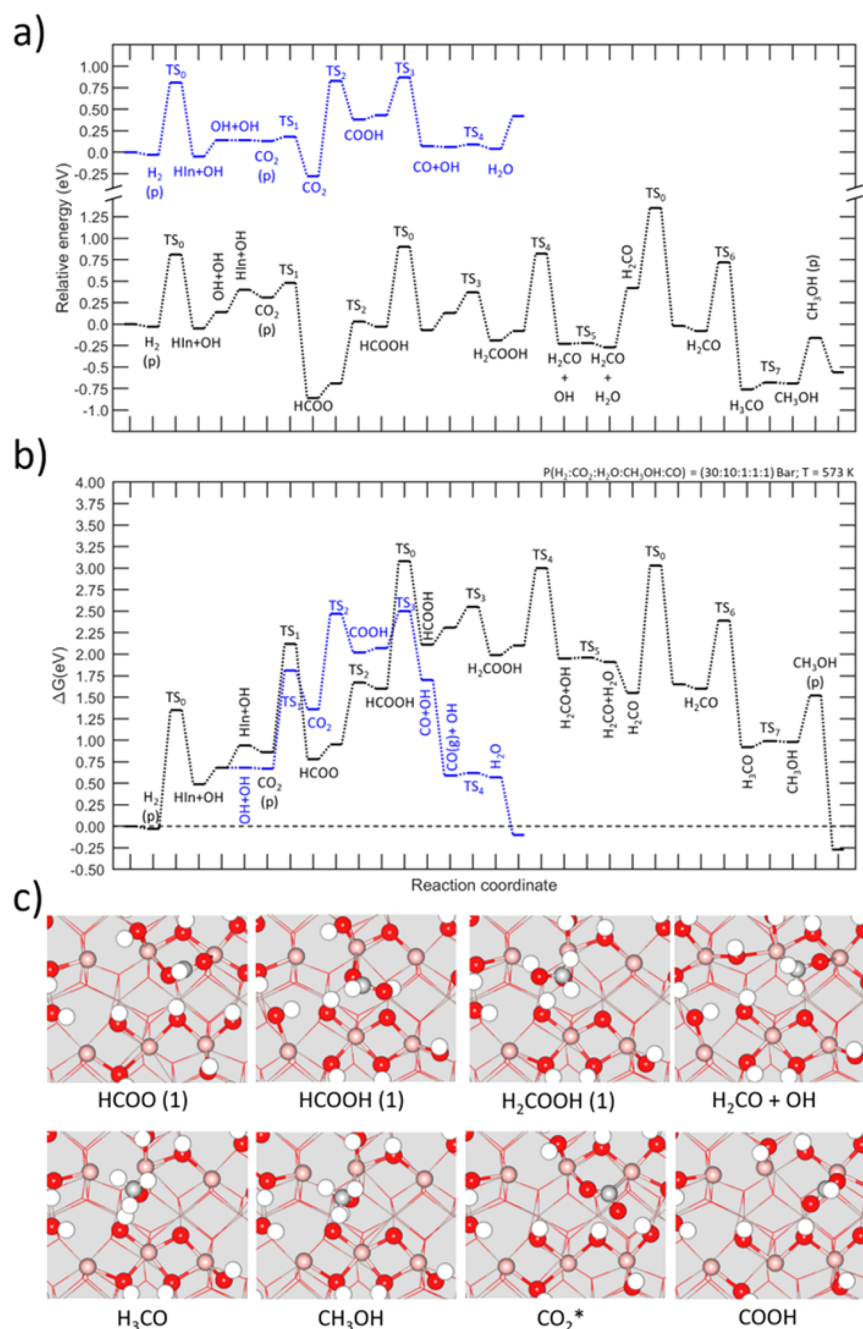 a)
Relative energy (eV)
1.00
0.75
0.50
0.25
0.0
-0.25
1.25
1.00
0.75
0.50
0.25
0.0
-0.25
-0.50
-0.75
-1.0
H₂
(p)
TS₀
HIn+OH
OH+OH
CO₂
(p)
TS₁
CO₂
TS₂
COOH
TS₃
CO+OH
TS₄
H₂O
H₂
(p)
TS₀
HIn+OH
OH+OH
HIn+OH
CO₂
(p)
TS₁
HCOO
TS₂
HCOOH
TS₀
TS₃
H₂COOH
TS₄
H₂CO
+
OH
TS₅
H₂CO
+
H₂O
H₂CO
TS₀
H₂CO
TS₆
H₃CO
TS₇
CH₃OH
CH₃OH (p)
b)
P(H₂:CO₂:H₂O:CH₃OH:CO) = (30:10:1:1:1) Bar; T = 573 K
ΔG(eV)
4.00
3.75
3.50
3.25
3.00
2.75
2.50
2.25
2.00
1.75
1.50
1.25
1.00
0.75
0.50
0.25
0.00
-0.25
-0.50
H₂
(p)
TS₀
HIn+OH
HIn+OH
OH+OH
CO₂
(p)
TS₁
TS₁
CO₂
HCOO
TS₂
TS₂
COOH
HCOOH
TS₀
TS₃
HCOOH
CO+OH
CO(g)+ OH
TS₃
TS₄
H₂O
H₂COOH
TS₄
H₂CO+OH
TS₅
H₂CO+H₂O
H₂CO
TS₀
H₂CO
TS₆
H₃CO
TS₇
CH₃OH
CH₃OH
(p)
Reaction coordinate
c)
HCOO (1)
HCOOH (1)
H₂COOH (1)
H₂CO + OH
H₃CO
CH₃OH
CO₂*
COOH